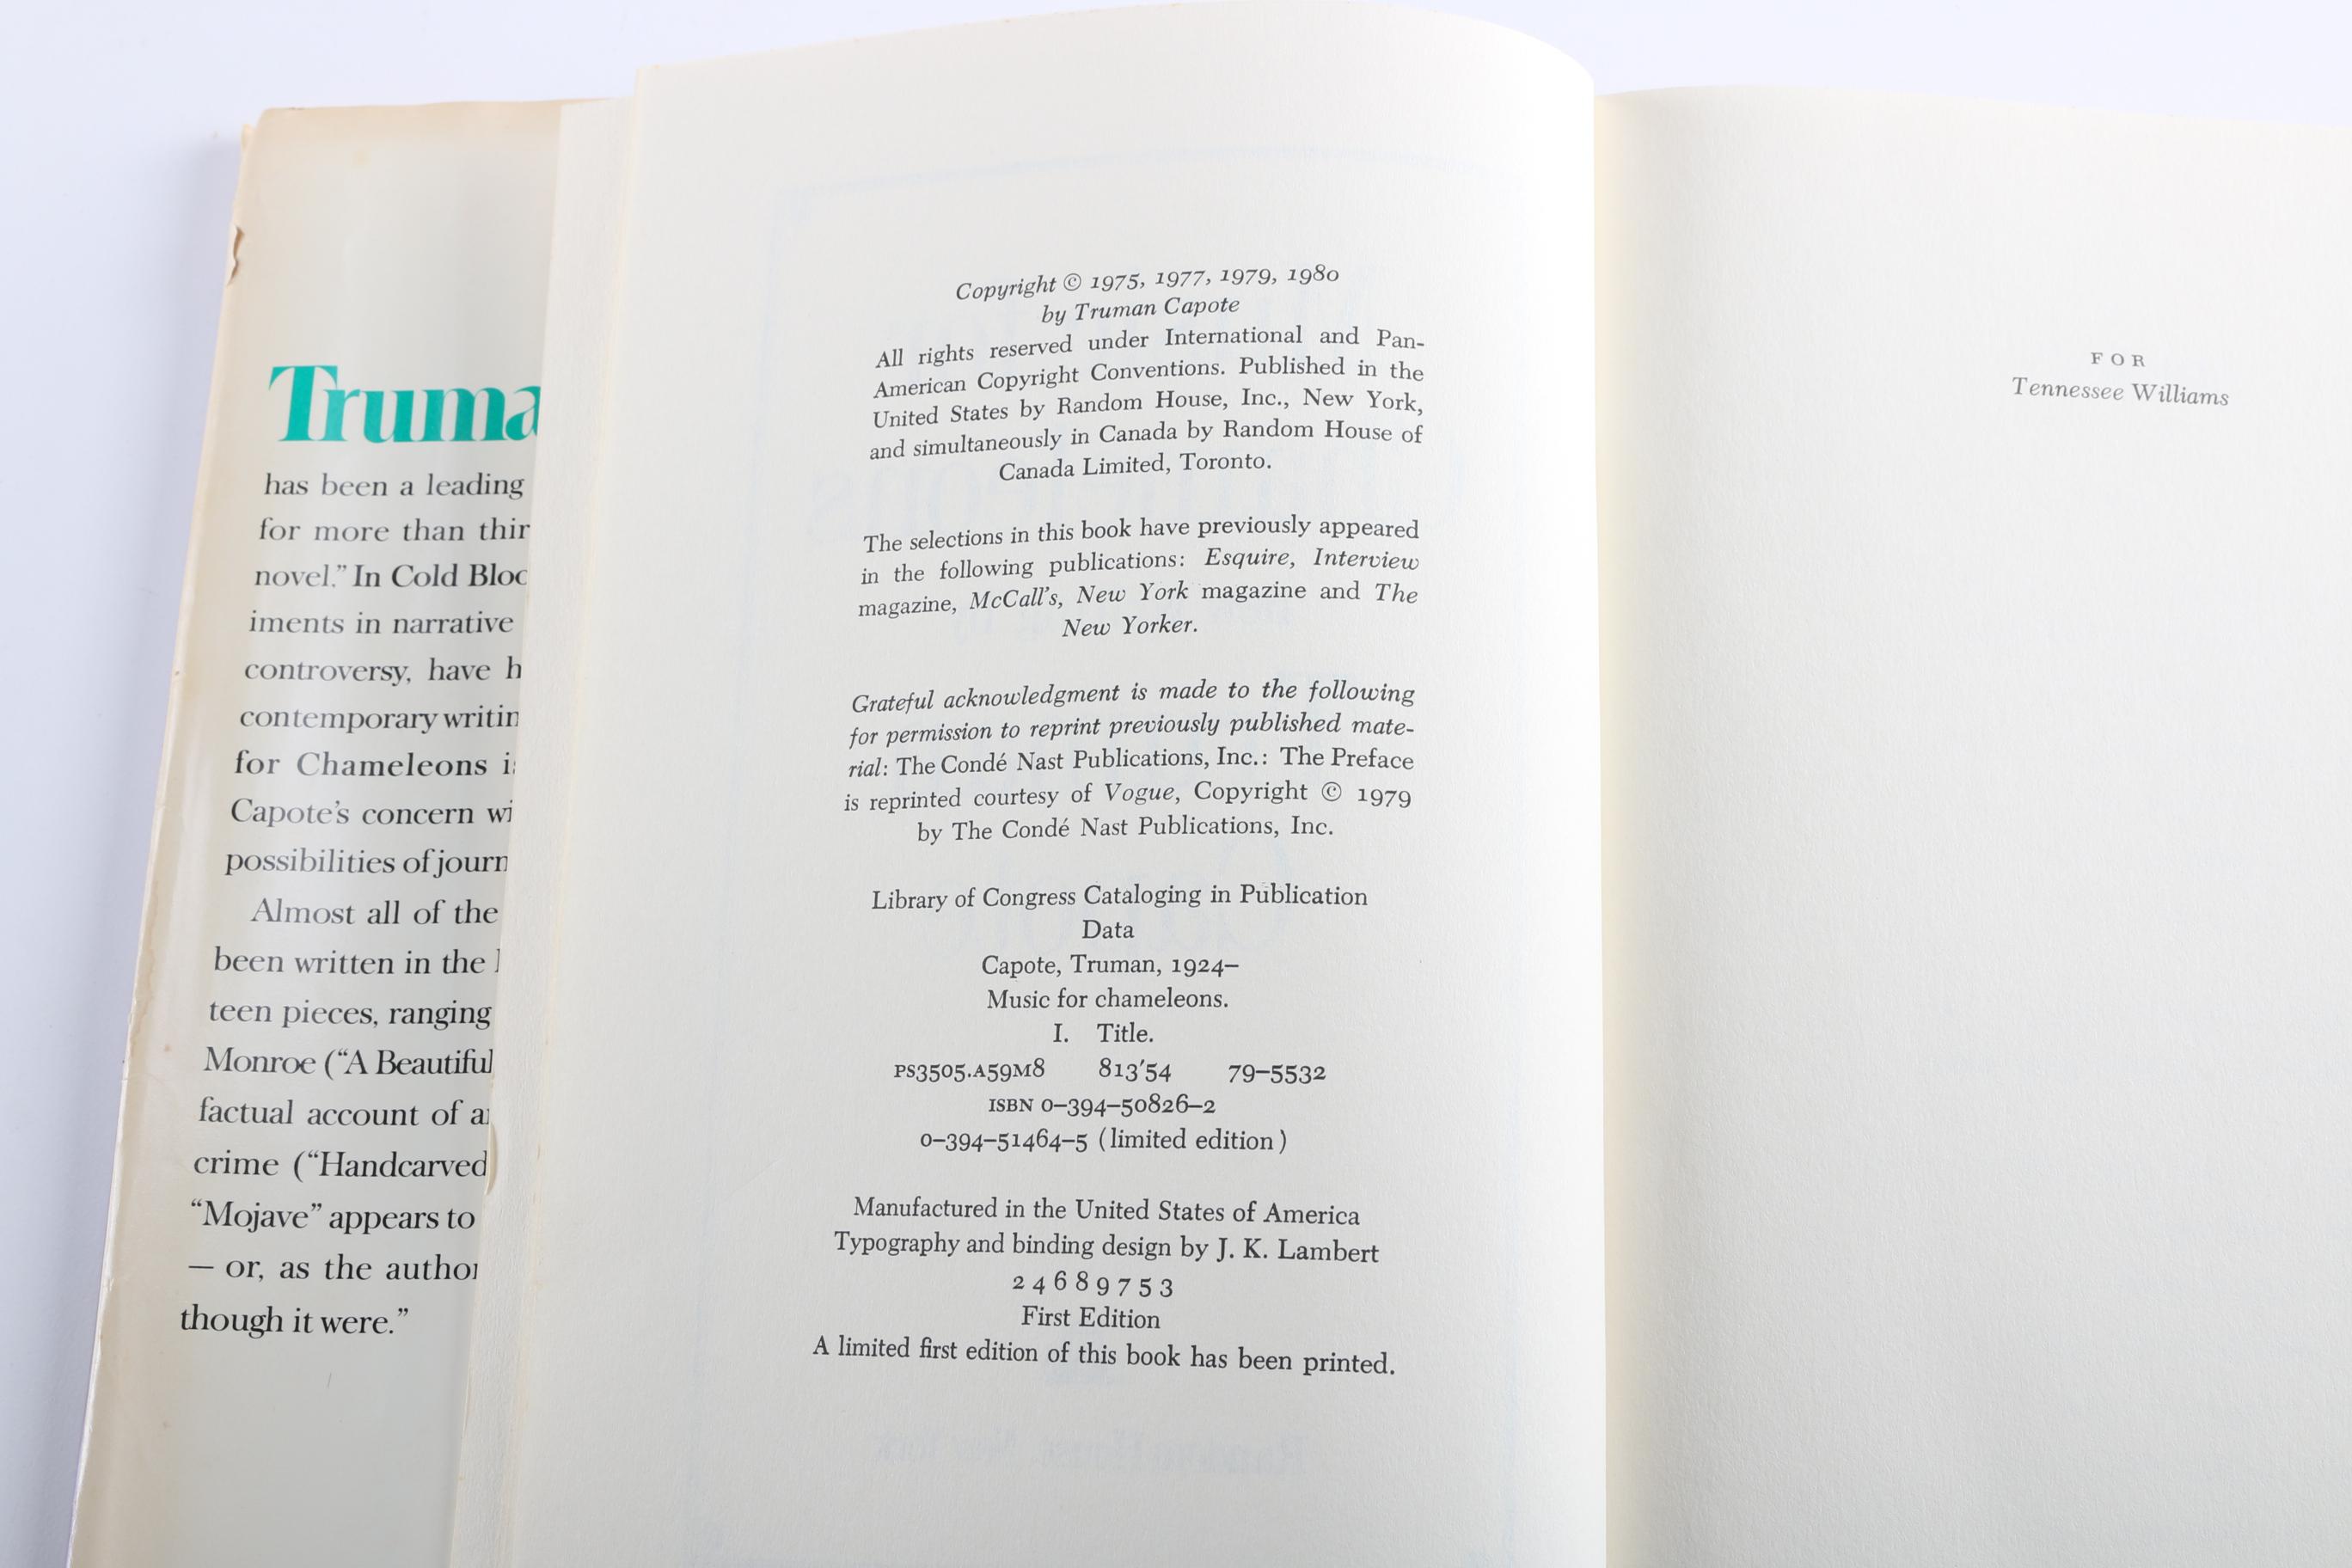 Truma
has been a leading
for more than thir
novel.” In Cold Bloo
iments in narrative
controversy, have h
contemporary writin
for Chameleons i
Capote’s concern wi
possibilities of journ
Almost all of the
been written in the l
teen pieces, ranging
Monroe (“A Beautiful
factual account of a
crime (“Handcarved
“Mojave” appears to
— or, as the author
though it were.”
Copyright © 1975, 1977, 1979, 1980
by Truman Capote
All rights reserved under International and Pan-
American Copyright Conventions. Published in the
United States by Random House, Inc., New York,
and simultaneously in Canada by Random House of
Canada Limited, Toronto.
The selections in this book have previously appeared
in the following publications: Esquire, Interview
magazine, McCall’s, New York magazine and The
New Yorker.
Grateful acknowledgment is made to the following
for permission to reprint previously published mate-
rial: The Condé Nast Publications, Inc.: The Preface
is reprinted courtesy of Vogue, Copyright © 1979
by The Condé Nast Publications, Inc.
Library of Congress Cataloging in Publication
Data
Capote, Truman, 1924–
Music for chameleons.
I. Title.
PS3505.A59M8 813′54 79–5532
ISBN 0–394–50826–2
0–394–51464–5 (limited edition)
Manufactured in the United States of America
Typography and binding design by J. K. Lambert
2 4 6 8 9 7 5 3
First Edition
A limited first edition of this book has been printed.
FOR
Tennessee Williams